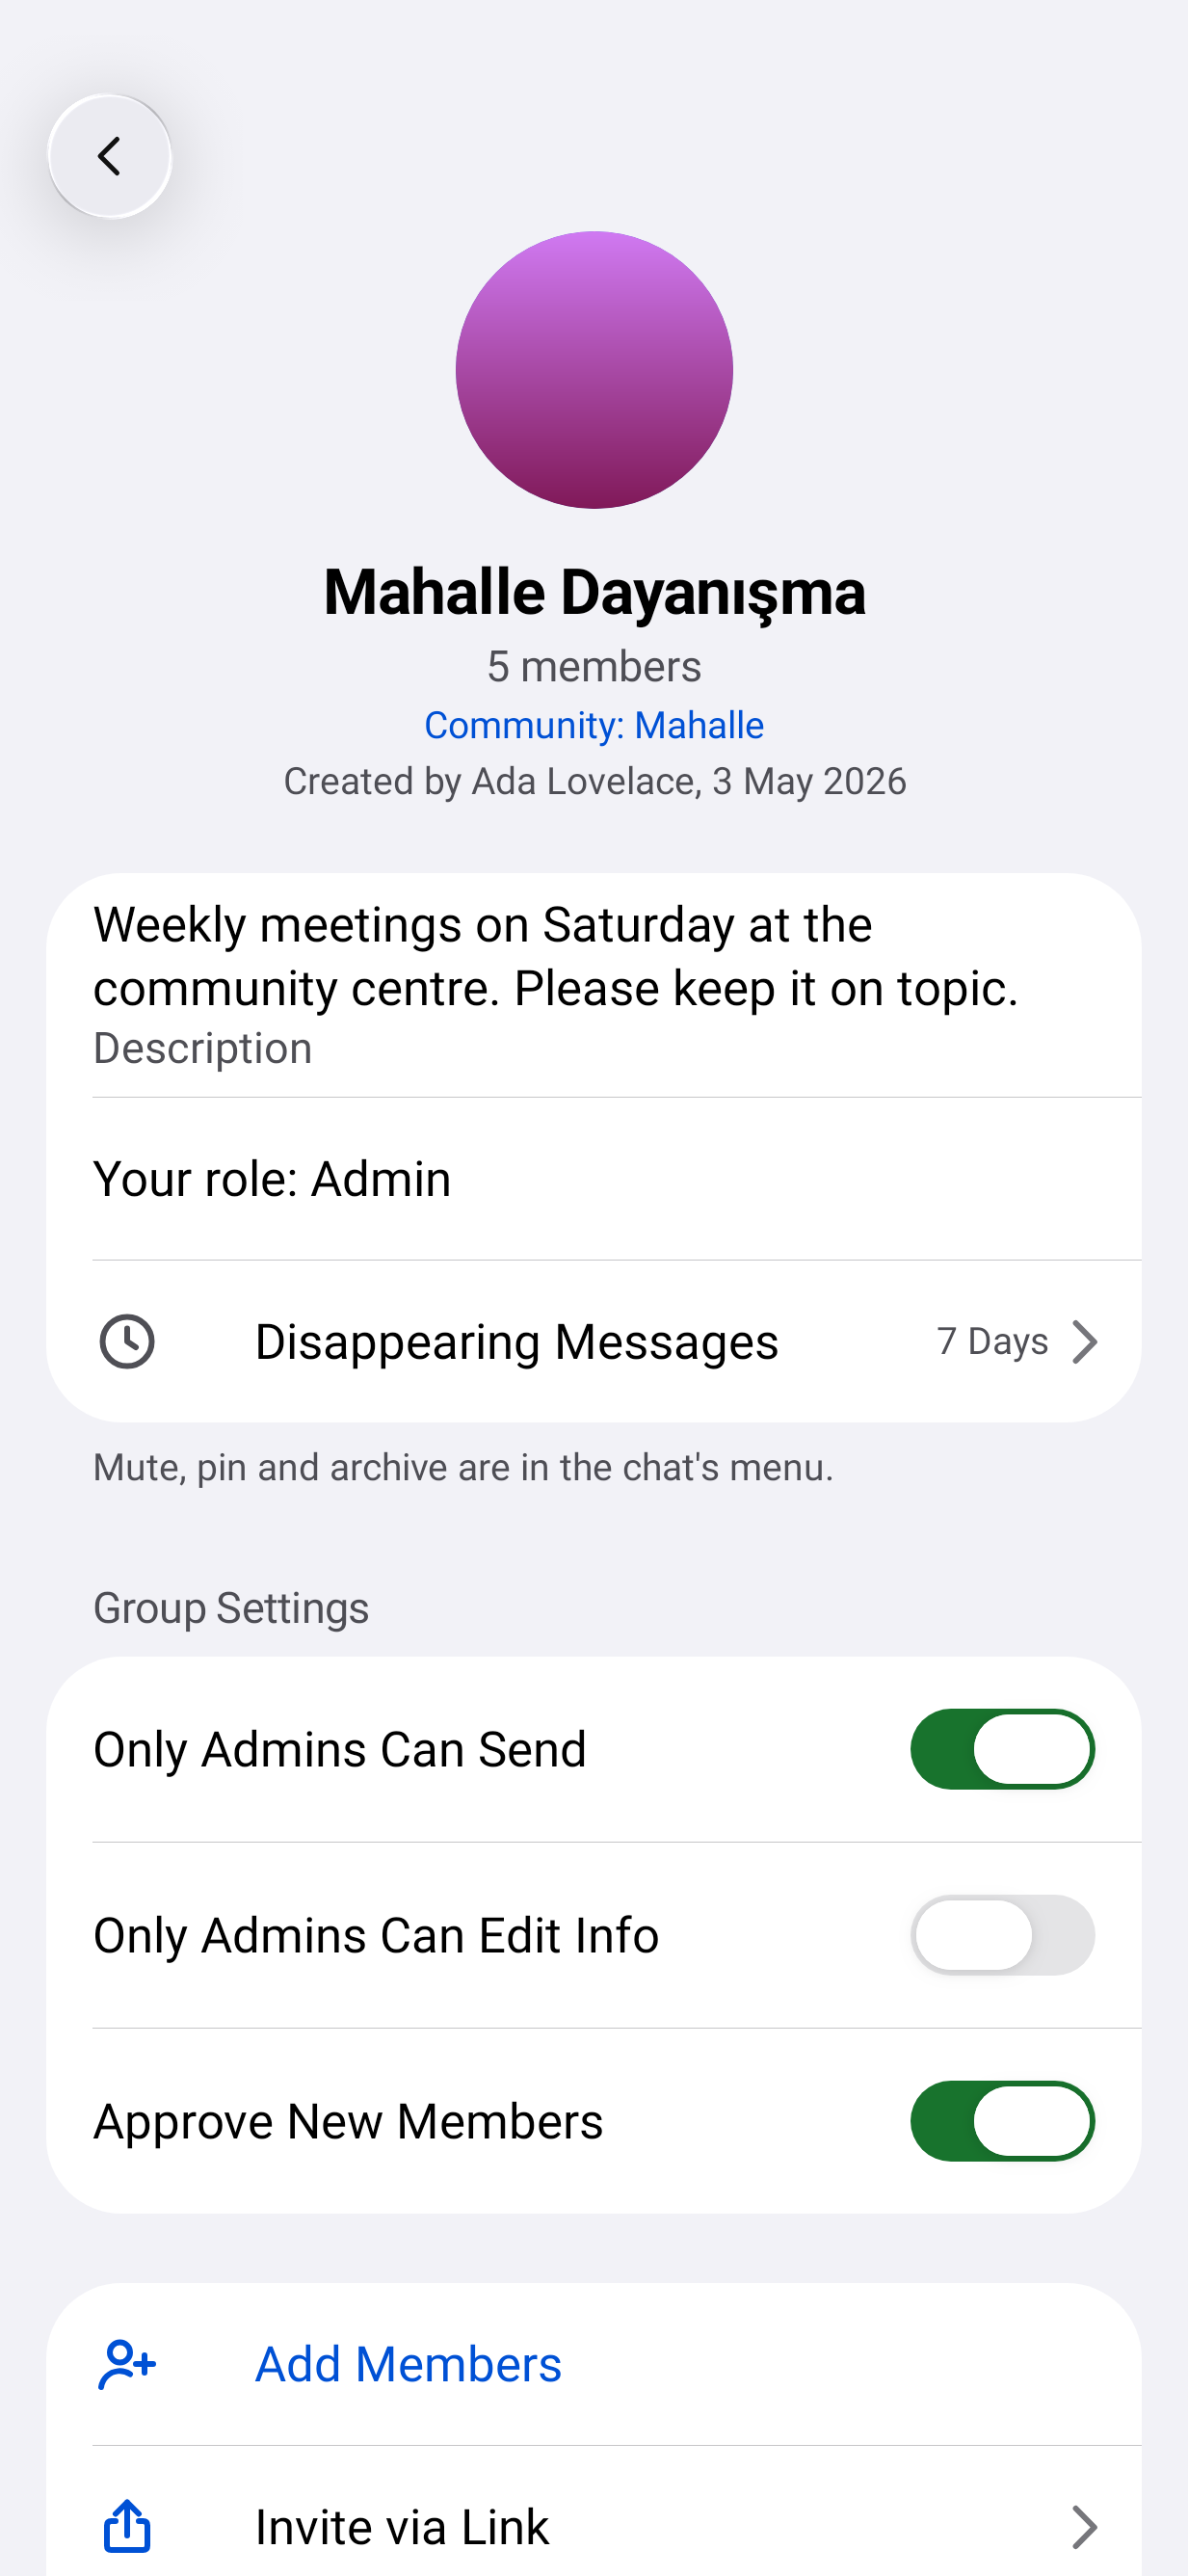 Mahalle Dayanışma
5 members
Community: Mahalle
Created by Ada Lovelace, 3 May 2026
Weekly meetings on Saturday at the
community centre. Please keep it on topic.
Description
Your role: Admin
Disappearing Messages 7 Days
Mute, pin and archive are in the chat's menu.
Group Settings
Only Admins Can Send
Only Admins Can Edit Info
Approve New Members
Add Members
Invite via Link